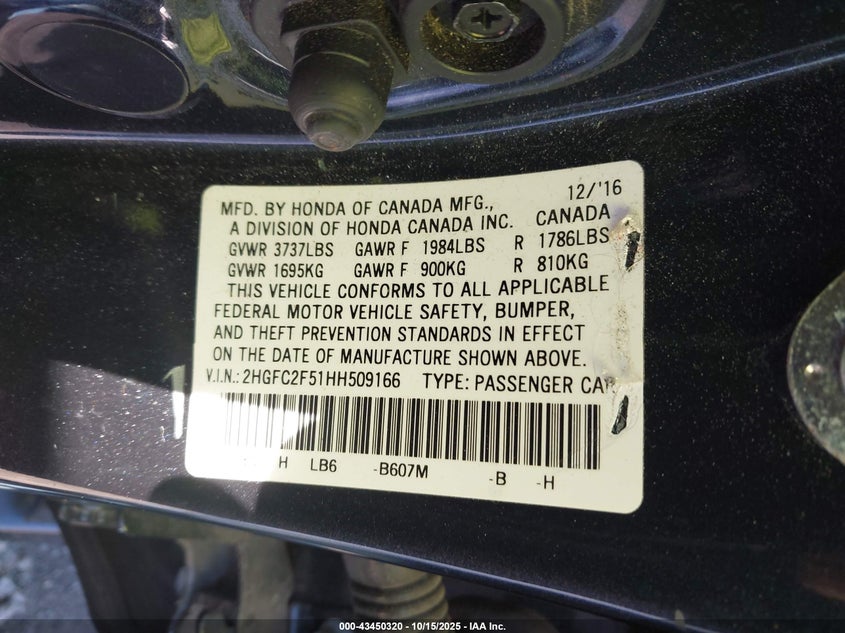 12/'16
MFD. BY HONDA OF CANADA MFG.,
A DIVISION OF HONDA CANADA INC. CANADA
GVWR 3737LBS GAWR F 1984LBS R 1786LBS
GVWR 1695KG GAWR F 900KG R 810KG
THIS VEHICLE CONFORMS TO ALL APPLICABLE
FEDERAL MOTOR VEHICLE SAFETY, BUMPER,
AND THEFT PREVENTION STANDARDS IN EFFECT
ON THE DATE OF MANUFACTURE SHOWN ABOVE.
V.I.N.: 2HGFC2F51HH509166 TYPE: PASSENGER CAR
H LB6 -B607M -B -H
000-43450320 - 10/15/2025 - IAA Inc.